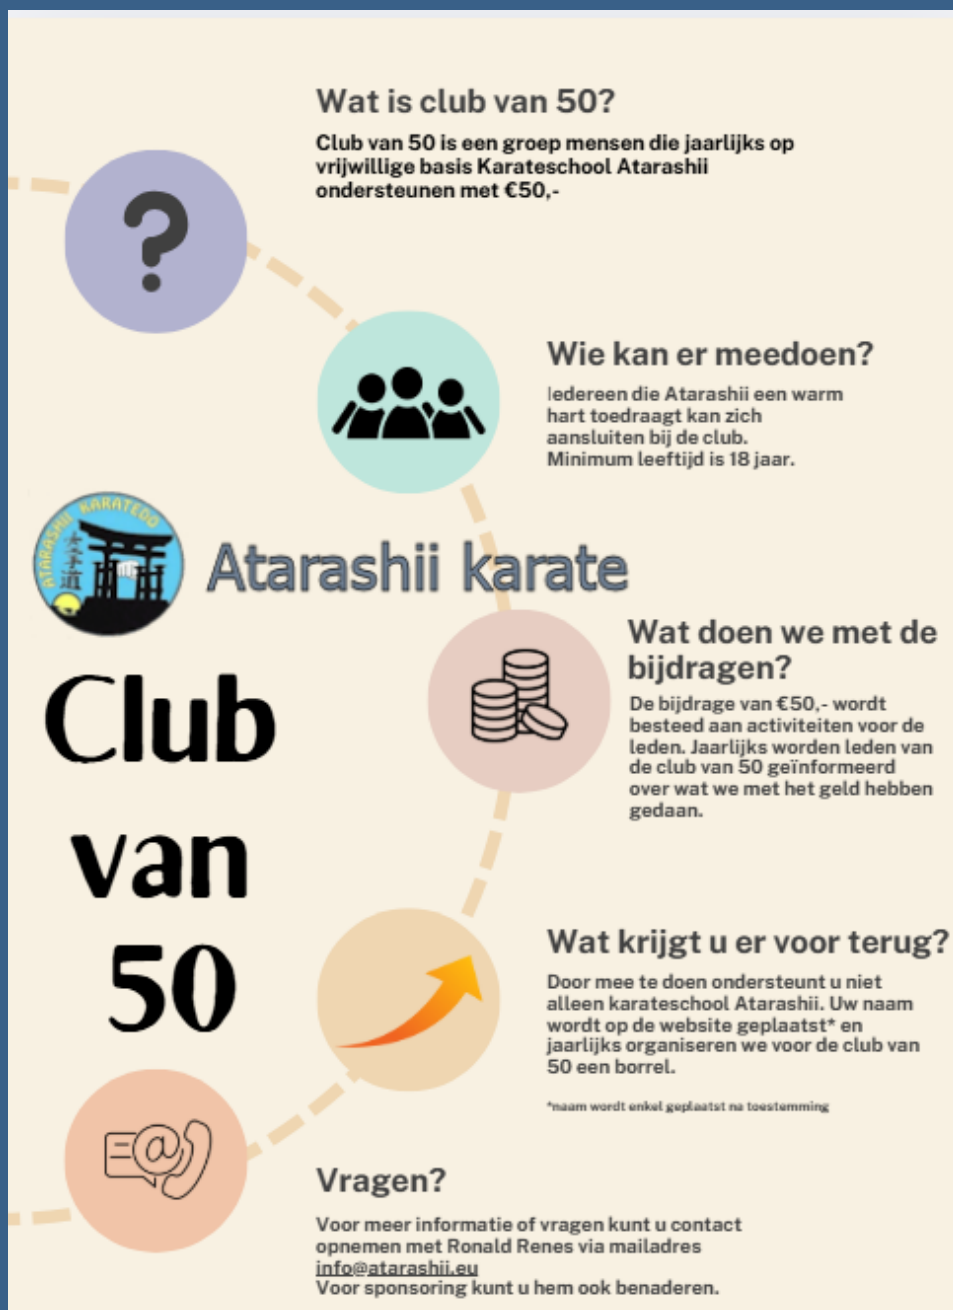 Wat is club van 50?
Club van 50 is een groep mensen die jaarlijks op
vrijwillige basis Karateschool Atarashii
ondersteunen met €50,-
Wie kan er meedoen?
Iedereen die Atarashii een warm
hart toedraagt kan zich
aansluiten bij de club.
Minimum leeftijd is 18 jaar.
ATARASHII KARATEDO
空手道
Atarashii karate
Club
van
50
Wat doen we met de
bijdragen?
De bijdrage van €50,- wordt
besteed aan activiteiten voor de
leden. Jaarlijks worden leden van
de club van 50 geïnformeerd
over wat we met het geld hebben
gedaan.
Wat krijgt u er voor terug?
Door mee te doen ondersteunt u niet
alleen karateschool Atarashii. Uw naam
wordt op de website geplaatst* en
jaarlijks organiseren we voor de club van
50 een borrel.
*naam wordt enkel geplaatst na toestemming
Vragen?
Voor meer informatie of vragen kunt u contact
opnemen met Ronald Renes via mailadres
info@atarashii.eu
Voor sponsoring kunt u hem ook benaderen.